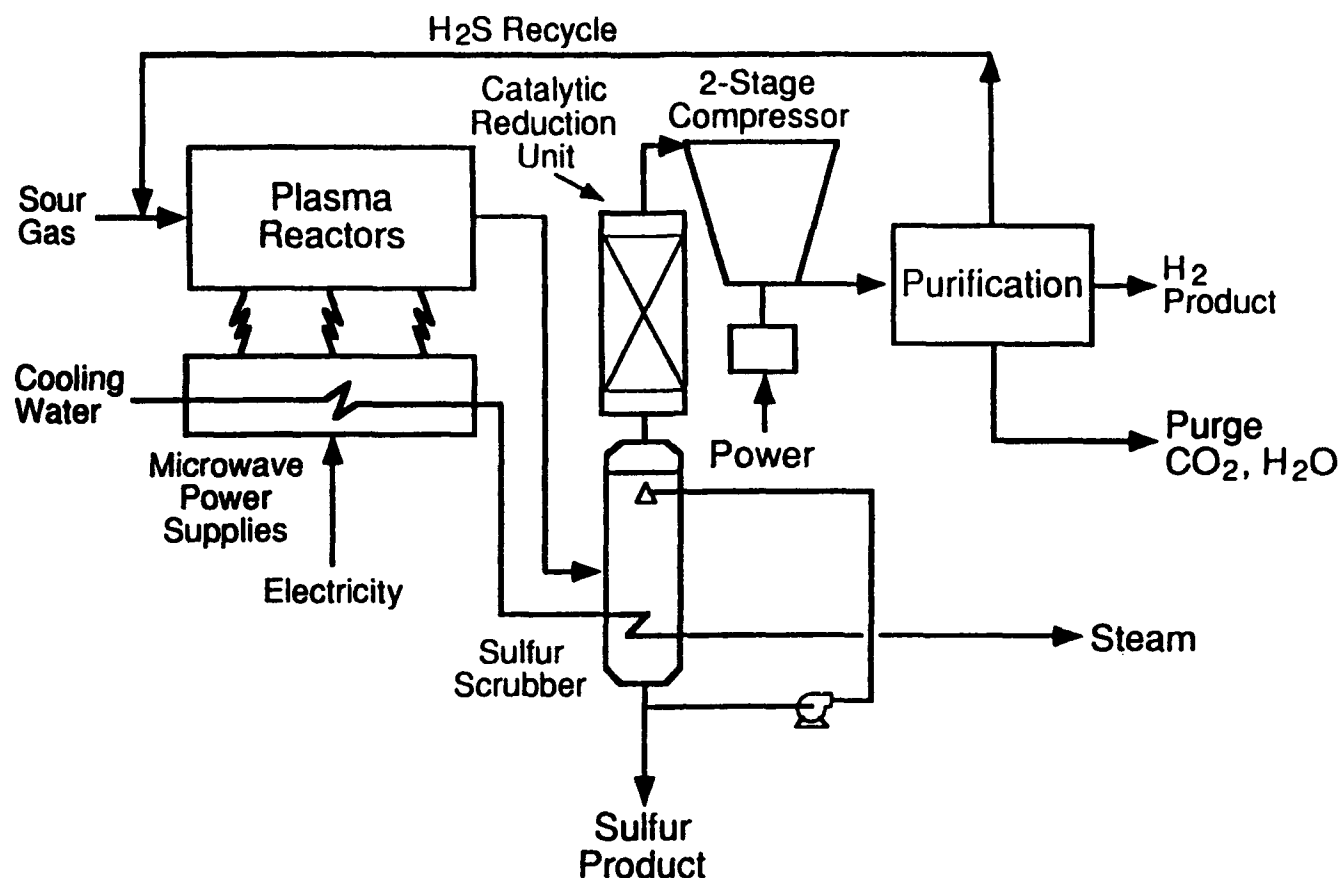 H2S Recycle
Catalytic
Reduction
Unit
2-Stage
Compressor
Sour
Gas
Plasma
Reactors
Purification
H2
Product
Cooling
Water
Microwave
Power
Supplies
Power
Purge
CO2, H2O
Electricity
Sulfur
Scrubber
Steam
Sulfur
Product